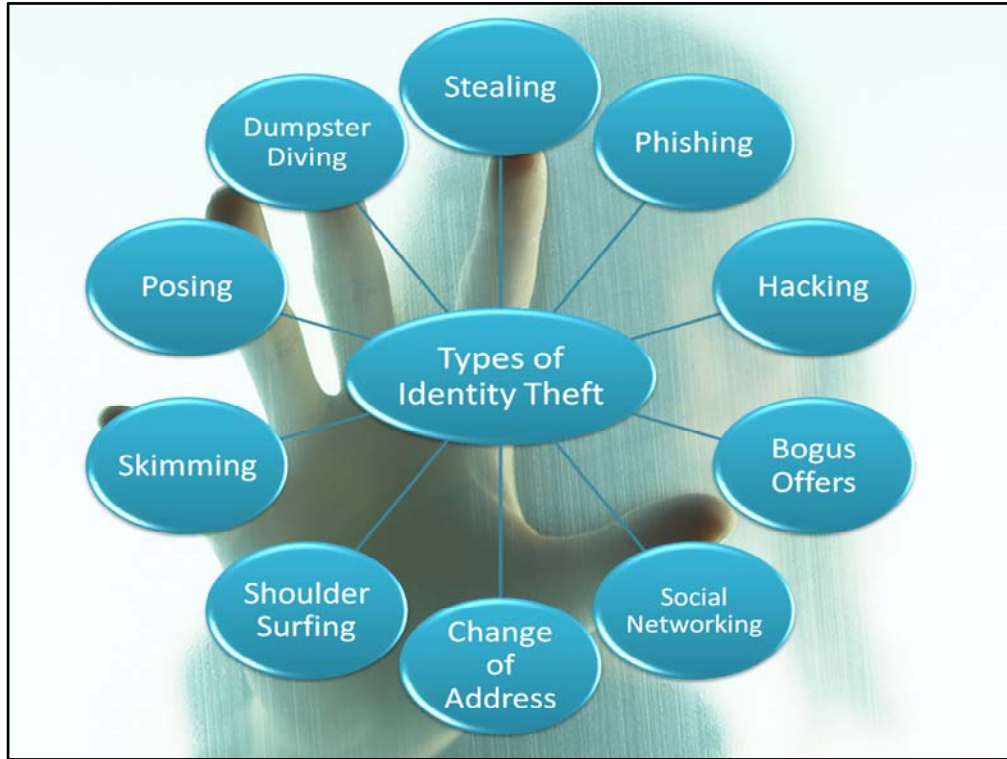 Types of
Identity Theft
Stealing
Phishing
Hacking
Bogus
Offers
Social
Networking
Change
of
Address
Shoulder
Surfing
Skimming
Posing
Dumpster
Diving